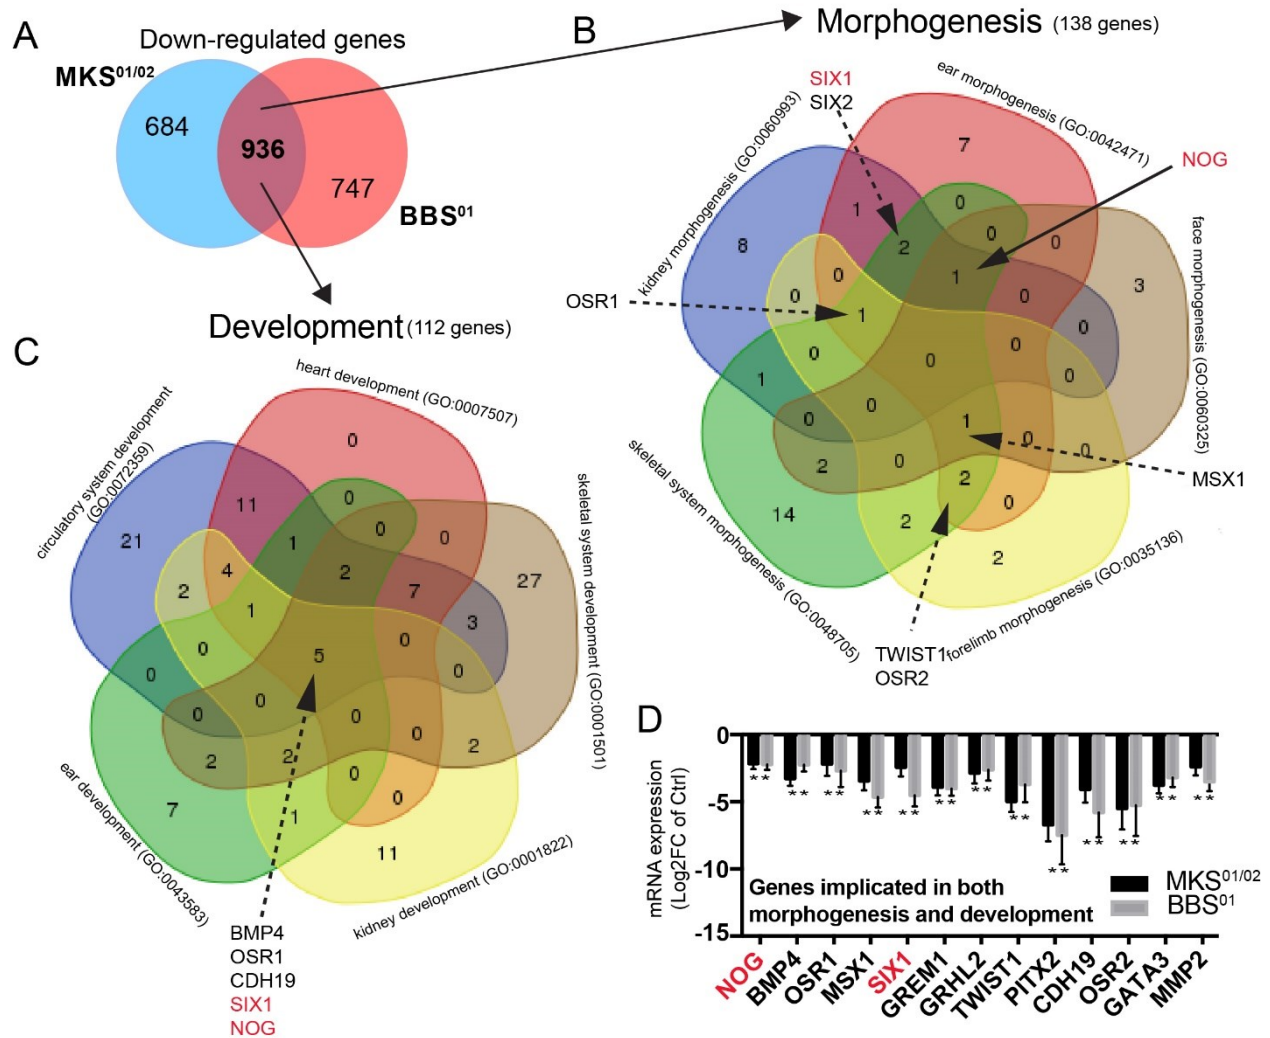 A
Down-regulated genes
MKS01/02
684
936
747
BBS01
B
Morphogenesis (138 genes)
SIX1
SIX2
ear morphogenesis (GO:0042471)
NOG
kidney morphogenesis (GO:0060993)
face morphogenesis (GO:0060325)
OSR1
MSX1
skeletal system morphogenesis (GO:0048705)
forelimb morphogenesis (GO:0035136)
TWIST1
OSR2
7
0
1
0
0
2
8
0
1
3
0
0
0
1
0
0
0
0
1
0
0
0
1
0
0
2
0
2
0
14
2
2
Development (112 genes)
C
heart development (GO:0007507)
circulatory system development
(GO:0072359)
skeletal system development (GO:0001501)
ear development (GO:0043583)
kidney development (GO:0001822)
0
11
0
0
0
21
1
4
2
27
2
7
1
3
0
0
5
0
0
0
0
0
0
2
2
2
0
0
7
1
11
BMP4
OSR1
CDH19
SIX1
NOG
D
mRNA expression
(Log2FC of Ctrl)
0
-5
-10
-15
* * * * * * * * * * * * * * * * * * * * * * * * * *
Genes implicated in both
morphogenesis and development
MKS01/02
BBS01
NOG
BMP4
OSR1
MSX1
SIX1
GREM1
GRHL2
TWIST1
PITX2
CDH19
OSR2
GATA3
MMP2